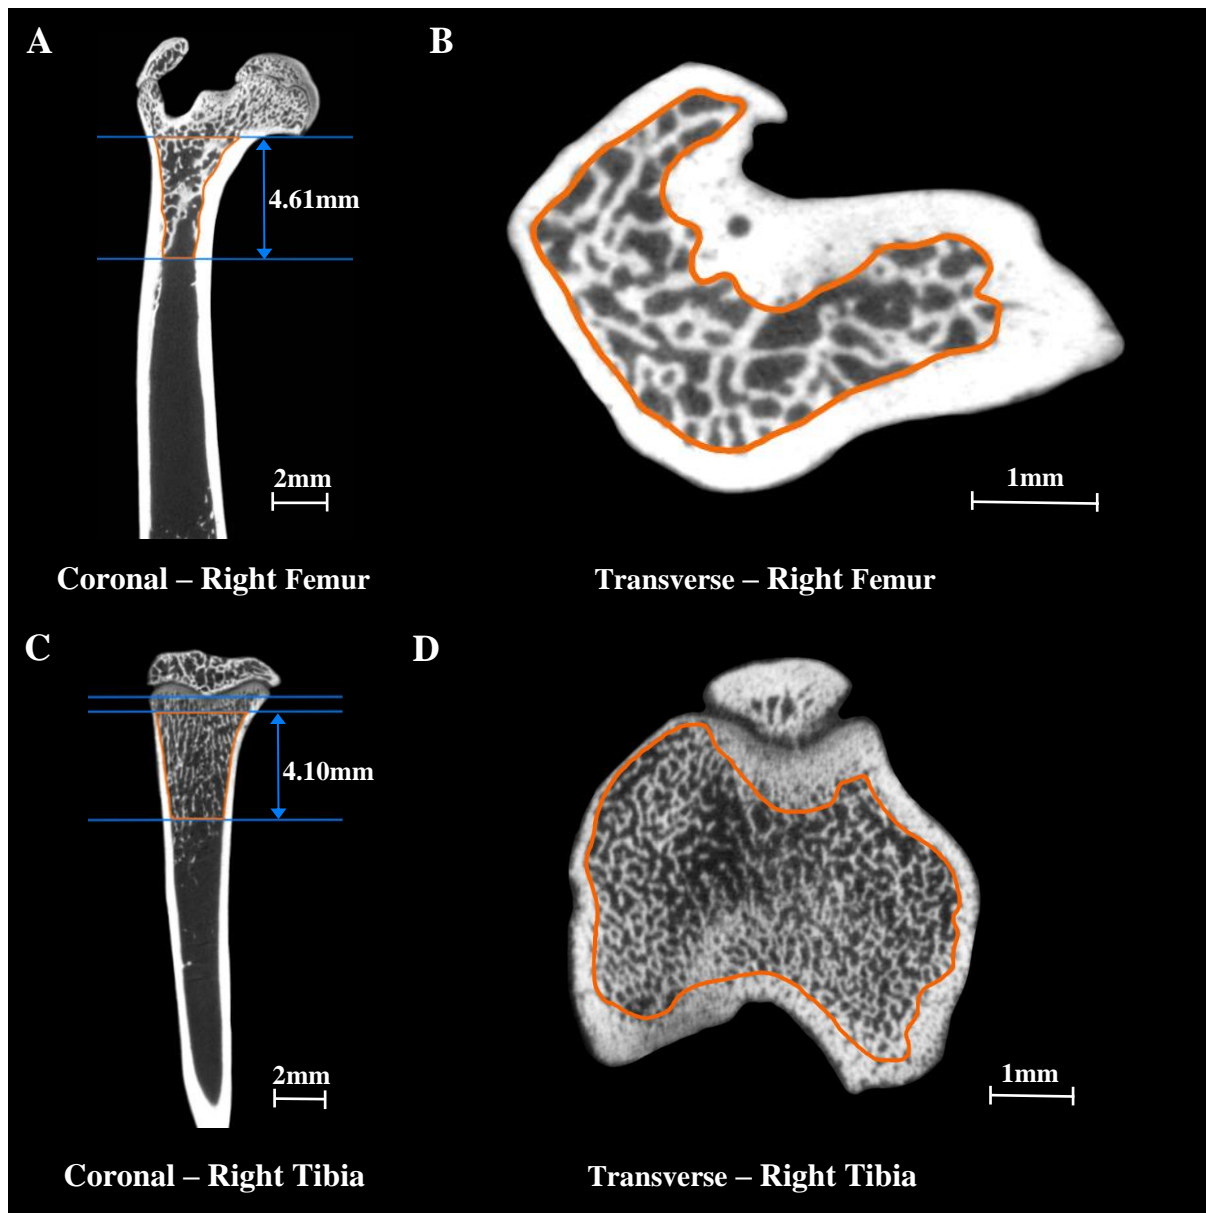 A
B
4.61mm
2mm
1mm
Coronal – Right Femur
Transverse – Right Femur
C
D
4.10mm
2mm
1mm
Coronal – Right Tibia
Transverse – Right Tibia